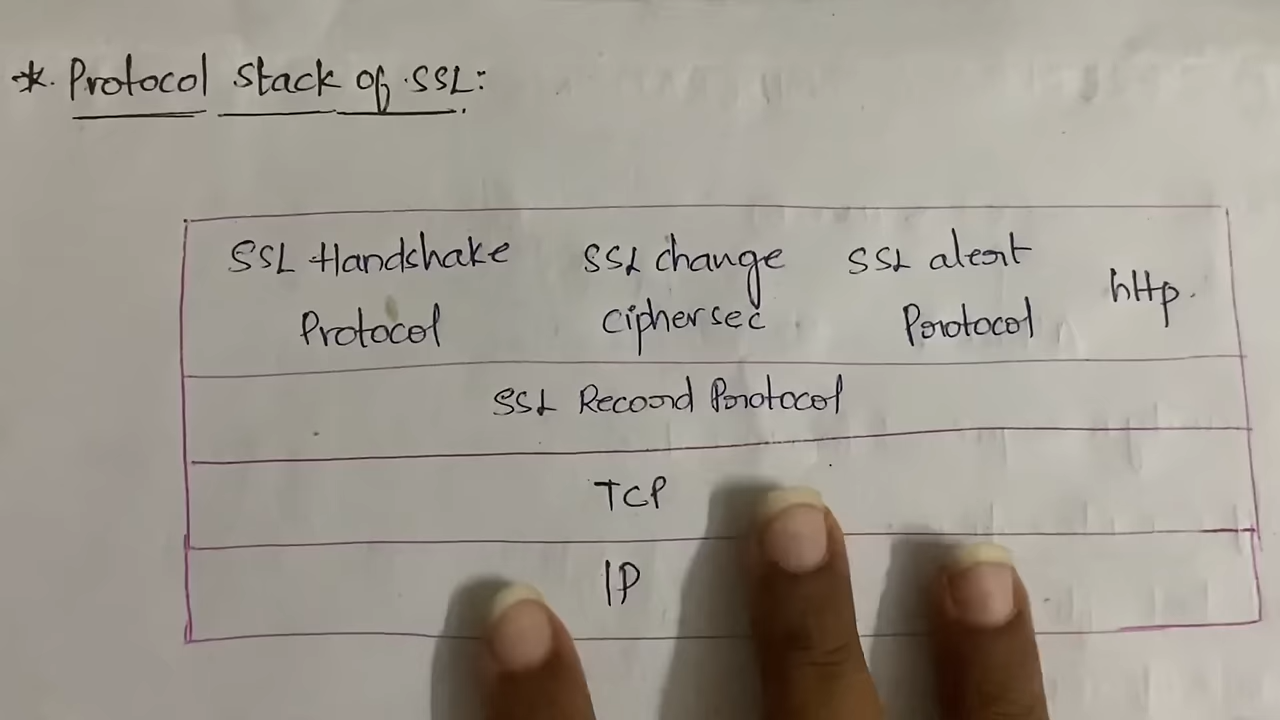 *. Protocol stack of SSL:
SSL Handshake Protocol
SSL change ciphersec
SSL alert Protocol
http.
SSL Record Protocol
TCP
IP